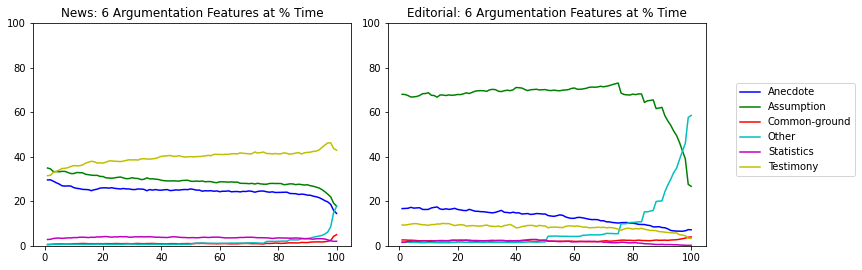 News: 6 Argumentation Features at % Time
100
80
60
40
20
0
0 20 40 60 80 100
Editorial: 6 Argumentation Features at % Time
100
80
60
40
20
0
0 20 40 60 80 100
Anecdote
Assumption
Common-ground
Other
Statistics
Testimony